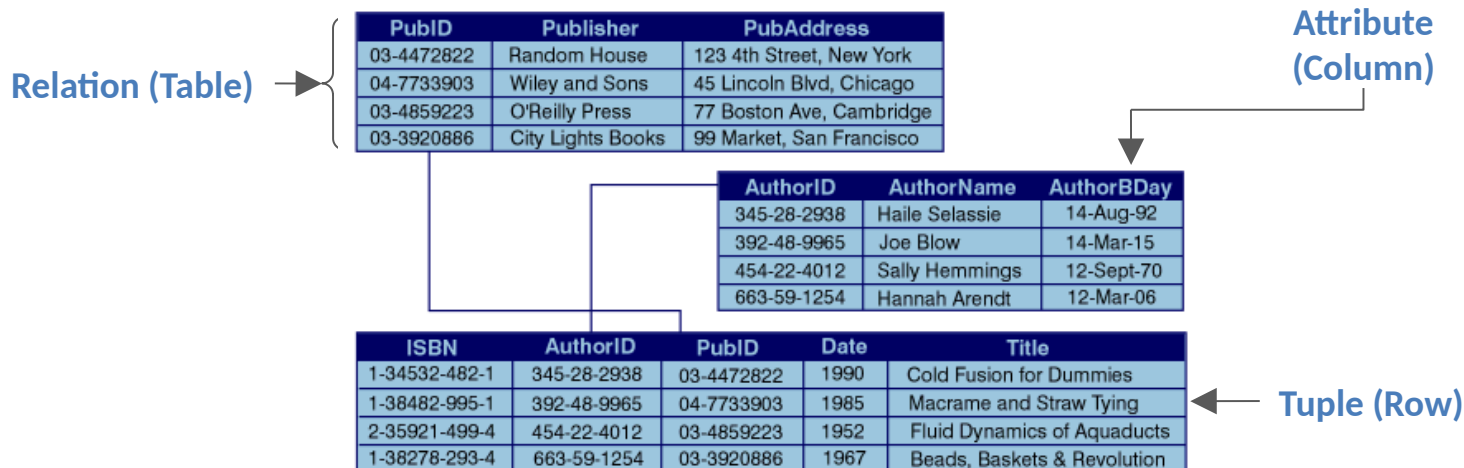 Relation (Table)
PubID Publisher PubAddress
03-4472822 Random House 123 4th Street, New York
04-7733903 Wiley and Sons 45 Lincoln Blvd, Chicago
03-4859223 O'Reilly Press 77 Boston Ave, Cambridge
03-3920886 City Lights Books 99 Market, San Francisco
Attribute
(Column)
AuthorID AuthorName AuthorBDay
345-28-2938 Haile Selassie 14-Aug-92
392-48-9965 Joe Blow 14-Mar-15
454-22-4012 Sally Hemmings 12-Sept-70
663-59-1254 Hannah Arendt 12-Mar-06
ISBN AuthorID PubID Date Title
1-34532-482-1 345-28-2938 03-4472822 1990 Cold Fusion for Dummies
1-38482-995-1 392-48-9965 04-7733903 1985 Macrame and Straw Tying
2-35921-499-4 454-22-4012 03-4859223 1952 Fluid Dynamics of Aquaducts
1-38278-293-4 663-59-1254 03-3920886 1967 Beads, Baskets & Revolution
Tuple (Row)